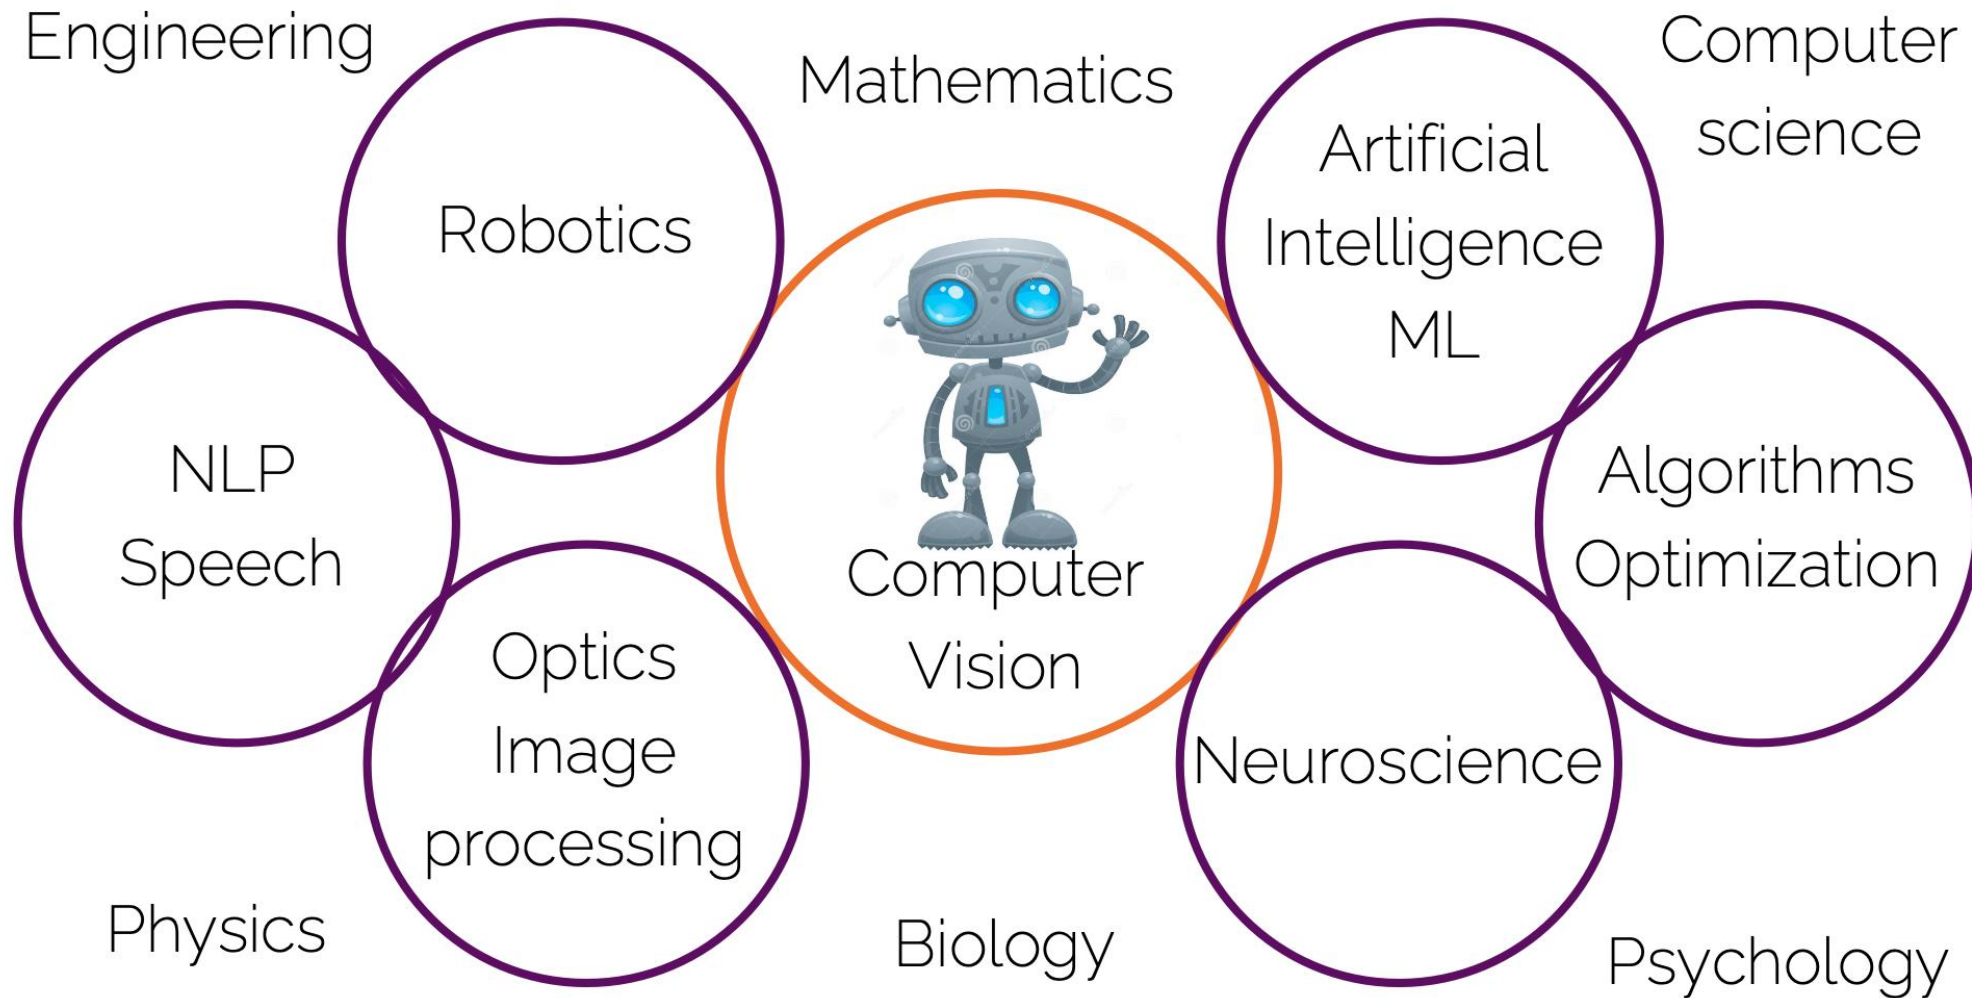 Engineering
Mathematics
Computer
science
Robotics
Artificial
Intelligence
ML
NLP
Speech
Computer
Vision
Algorithms
Optimization
Optics
Image
processing
Neuroscience
Physics
Biology
Psychology